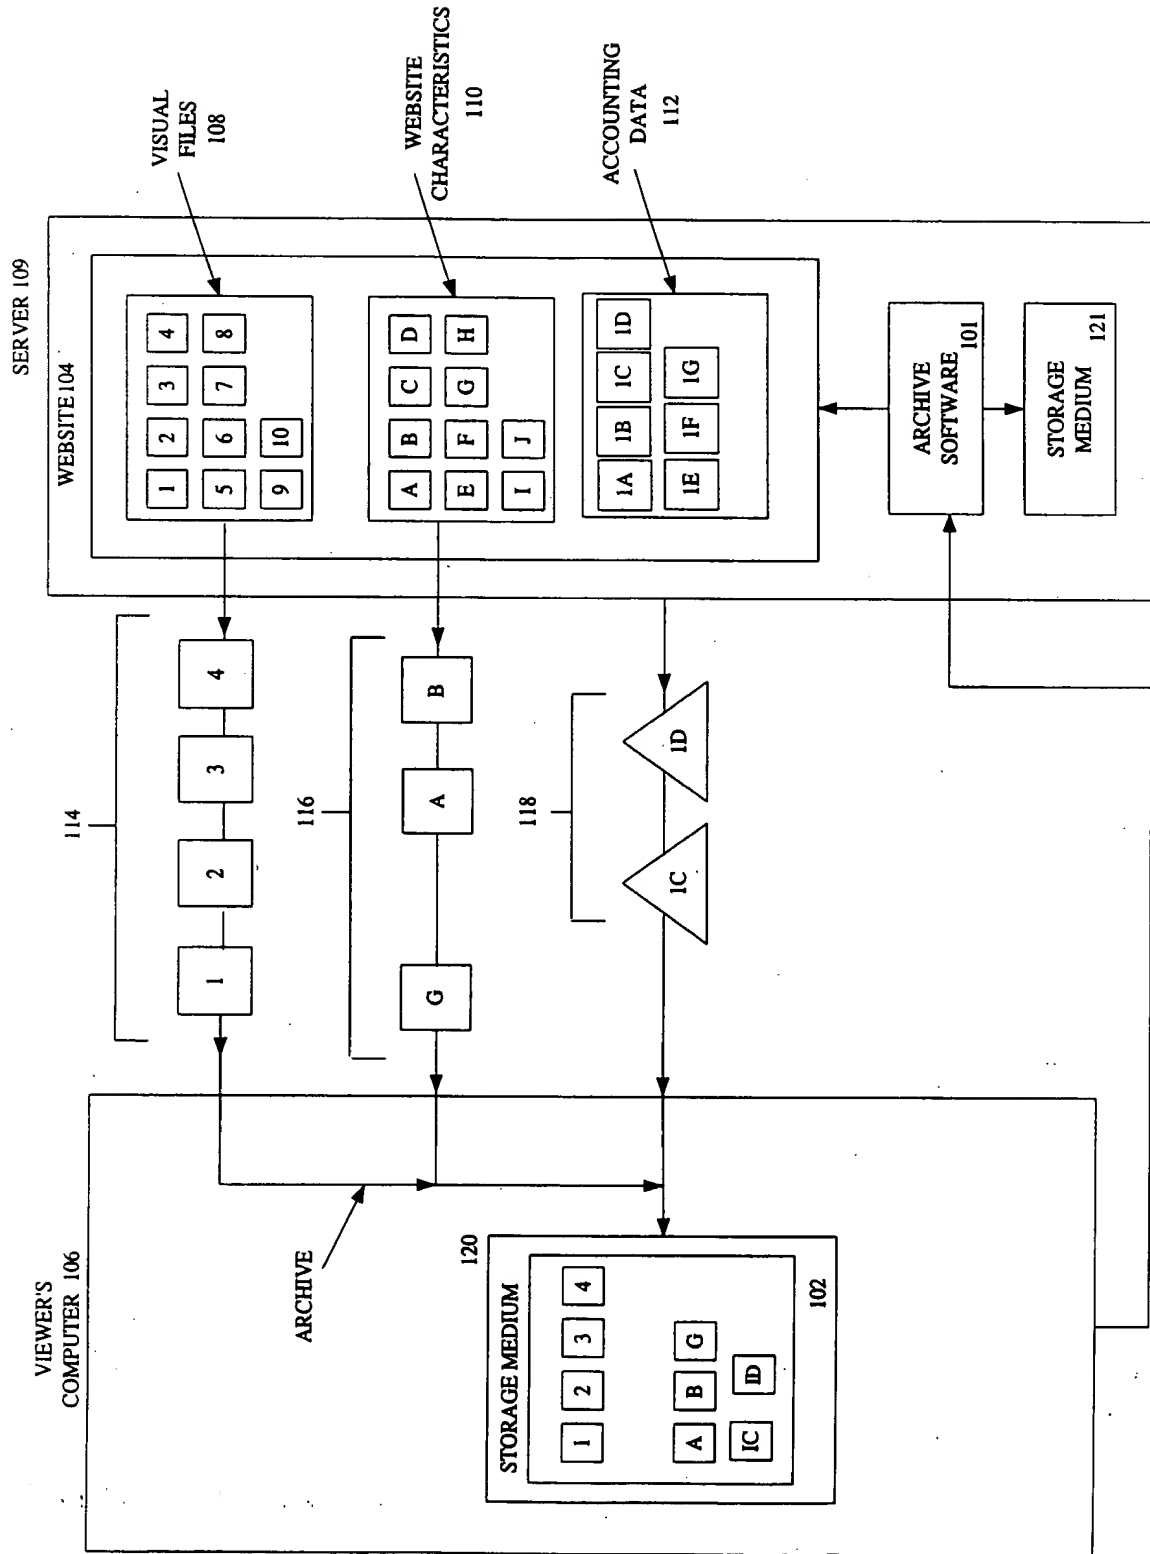 VIEWER'S
COMPUTER 106
SERVER 109
WEBSITE 104
114
1
2
3
4
1 2 3 4
5 6 7 8
9 10
VISUAL
FILES
108
116
G
A
B
A B C D
E F G H
I J
WEBSITE
CHARACTERISTICS
110
118
1C
1D
1A 1B 1C 1D
1E 1F 1G
ACCOUNTING
DATA
112
ARCHIVE
120
STORAGE MEDIUM
1 2 3 4
A B G
IC ID
102
ARCHIVE
SOFTWARE
101
STORAGE
MEDIUM
121